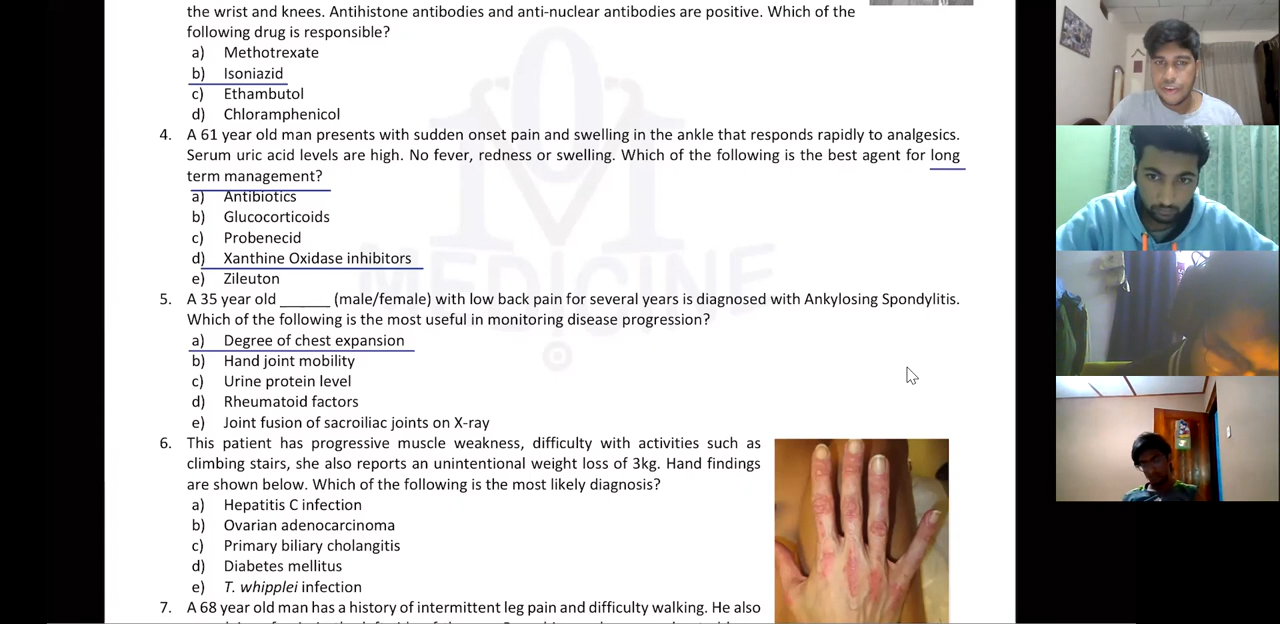 the wrist and knees. Antihistone antibodies and anti-nuclear antibodies are positive. Which of the
following drug is responsible?
a) Methotrexate
b) Isoniazid
c) Ethambutol
d) Chloramphenicol
4. A 61 year old man presents with sudden onset pain and swelling in the ankle that responds rapidly to analgesics.
Serum uric acid levels are high. No fever, redness or swelling. Which of the following is the best agent for long
term management?
a) Antibiotics
b) Glucocorticoids
c) Probenecid
d) Xanthine Oxidase inhibitors
e) Zileuton
5. A 35 year old ______ (male/female) with low back pain for several years is diagnosed with Ankylosing Spondylitis.
Which of the following is the most useful in monitoring disease progression?
a) Degree of chest expansion
b) Hand joint mobility
c) Urine protein level
d) Rheumatoid factors
e) Joint fusion of sacroiliac joints on X-ray
6. This patient has progressive muscle weakness, difficulty with activities such as
climbing stairs, she also reports an unintentional weight loss of 3kg. Hand findings
are shown below. Which of the following is the most likely diagnosis?
a) Hepatitis C infection
b) Ovarian adenocarcinoma
c) Primary biliary cholangitis
d) Diabetes mellitus
e) T. whipplei infection
7. A 68 year old man has a history of intermittent leg pain and difficulty walking. He also
MEDICINE